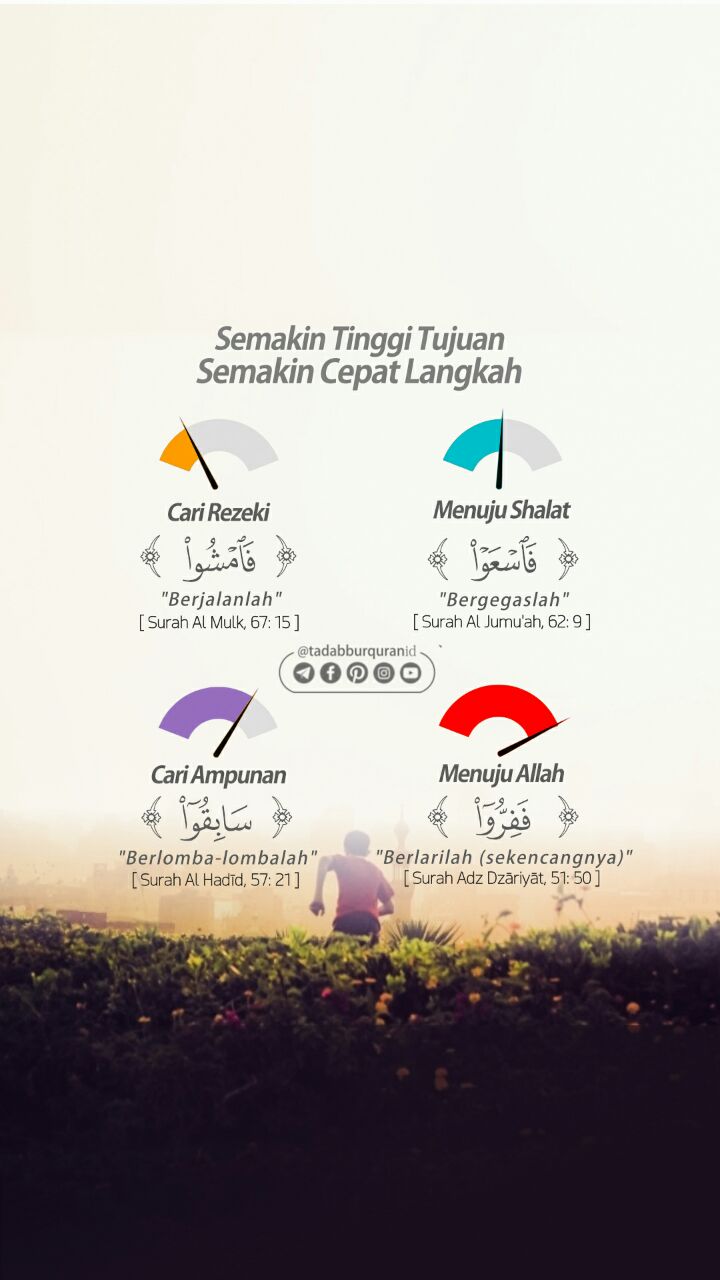 Semakin Tinggi Tujuan
Semakin Cepat Langkah
Cari Rezeki
﴾ فَٱمْشُوا۟ ﴿
"Berjalanlah"
[ Surah Al Mulk, 67: 15 ]
Menuju Shalat
﴾ فَٱسْعَوْا۟ ﴿
"Bergegaslah"
[ Surah Al Jumu'ah, 62: 9 ]
@tadabburquranid
Cari Ampunan
﴾ سَابِقُوٓا۟ ﴿
"Berlomba-lombalah"
[ Surah Al Hadīd, 57: 21 ]
Menuju Allah
﴾ فَفِرُّوٓا۟ ﴿
"Berlarilah (sekencangnya)"
[ Surah Adz Dzāriyāt, 51: 50 ]